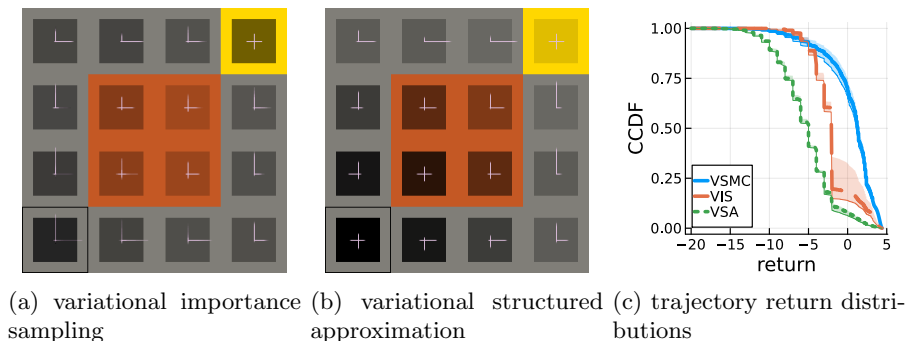 CCDF
1.00
0.75
0.50
0.25
0.00
VSMC
VIS
VSA
−20 −15 −10 −5 0 5
return
(a) variational importance sampling
(b) variational structured approximation
(c) trajectory return distri-
butions